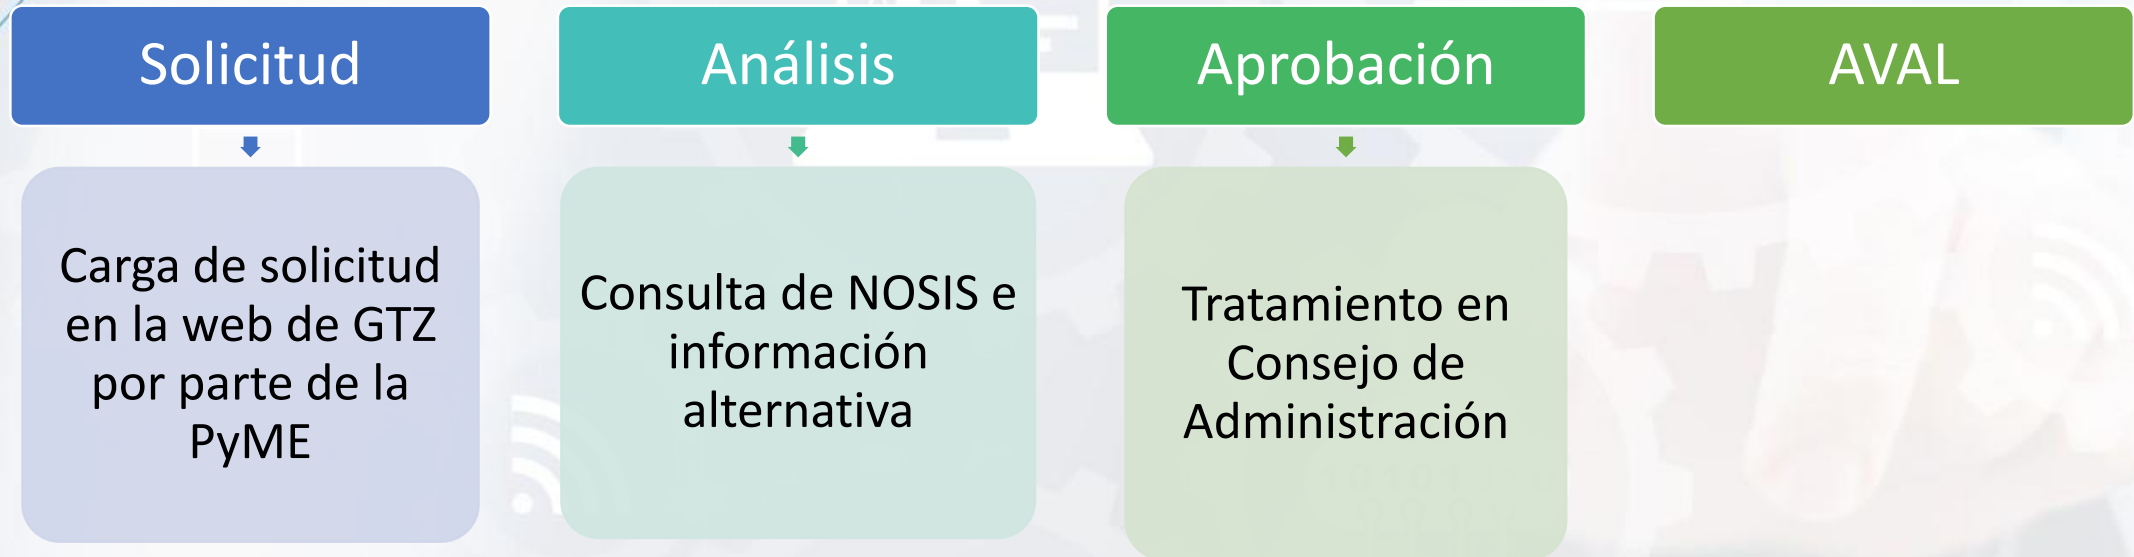 Solicitud
Carga de solicitud
en la web de GTZ
por parte de la
PyME
Análisis
Consulta de NOSIS e
información
alternativa
Aprobación
Tratamiento en
Consejo de
Administración
AVAL